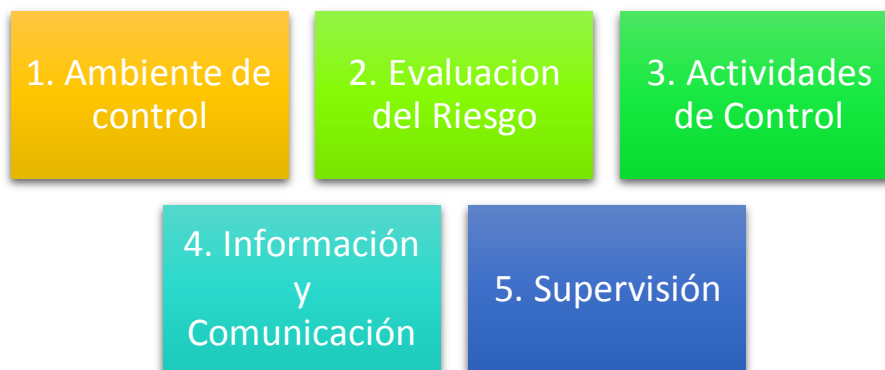 1. Ambiente de
control
2. Evaluacion
del Riesgo
3. Actividades
de Control
4. Información
y
Comunicación
5. Supervisión